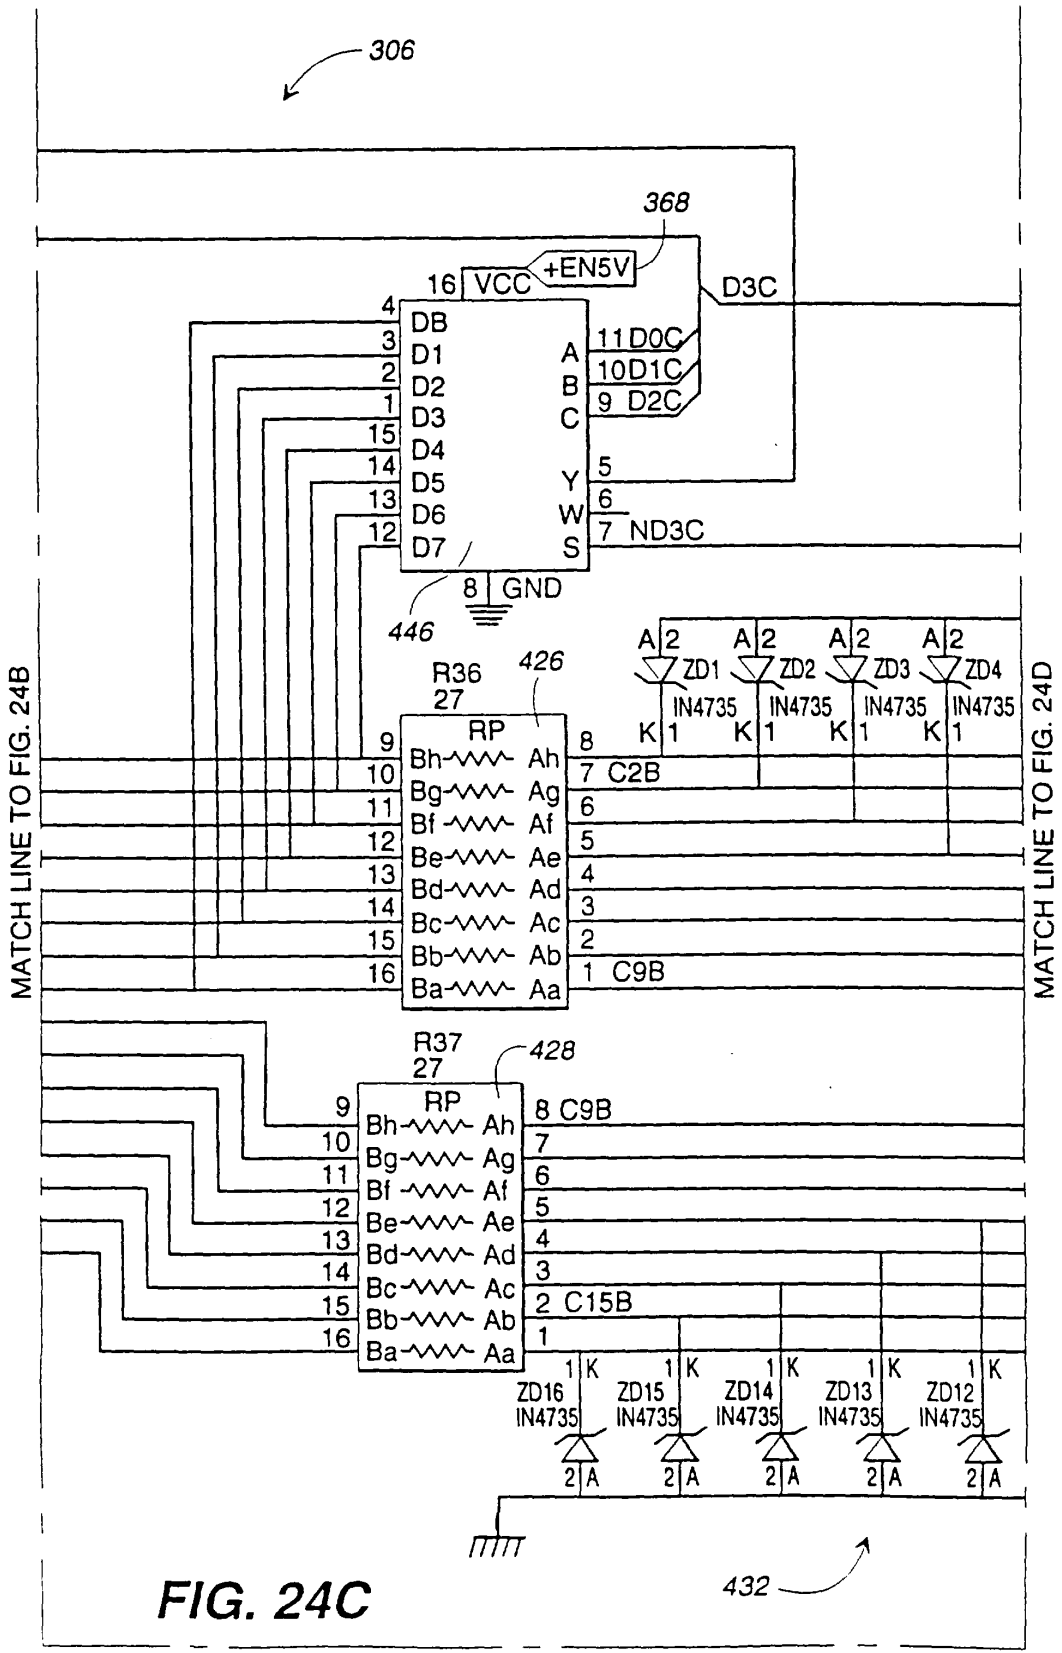 306
368
+EN5V
16 VCC
D3C
4 DB
3 D1
2 D2
1 D3
15 D4
14 D5
13 D6
12 D7
A 11 D0C
B 10 D1C
C 9 D2C
Y 5
W 6
S 7 ND3C
8 GND
446
A 2 A 2 A 2 A 2
ZD1 ZD2 ZD3 ZD4
IN4735 IN4735 IN4735 IN4735
K 1 K 1 K 1 K 1
R36
27
426
RP
9 Bh Ah 8
10 Bg Ag 7 C2B
11 Bf Af 6
12 Be Ae 5
13 Bd Ad 4
14 Bc Ac 3
15 Bb Ab 2
16 Ba Aa 1 C9B
MATCH LINE TO FIG. 24B
MATCH LINE TO FIG. 24D
R37
27
428
RP
9 Bh Ah 8 C9B
10 Bg Ag 7
11 Bf Af 6
12 Be Ae 5
13 Bd Ad 4
14 Bc Ac 3
15 Bb Ab 2 C15B
16 Ba Aa 1
1 K 1 K 1 K 1 K 1 K
ZD16 ZD15 ZD14 ZD13 ZD12
IN4735 IN4735 IN4735 IN4735 IN4735
2 A 2 A 2 A 2 A 2 A
432
FIG. 24C